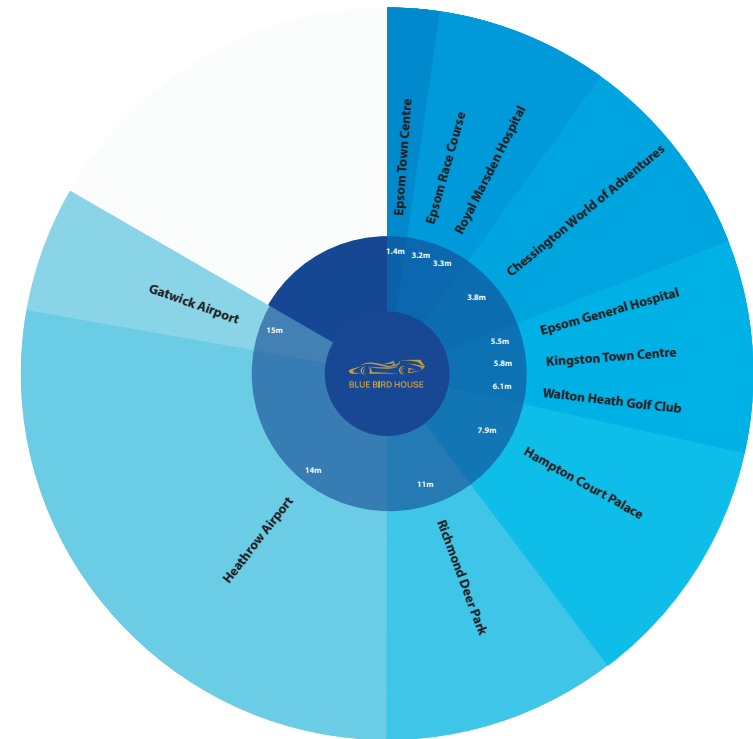 Epsom Town Centre
1.4m
Epsom Race Course
3.2m
Royal Marsden Hospital
3.3m
Chessington World of Adventures
3.8m
Epsom General Hospital
5.5m
Kingston Town Centre
5.8m
Walton Heath Golf Club
6.1m
Hampton Court Palace
7.9m
Richmond Deer Park
11m
Heathrow Airport
14m
Gatwick Airport
15m
BLUE BIRD HOUSE